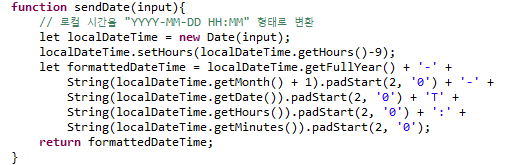 function sendDate(input){
    // 로컬 시간을 "YYYY-MM-DD HH:MM" 형태로 변환
    let localDateTime = new Date(input);
    localDateTime.setHours(localDateTime.getHours()-9);
    let formattedDateTime = localDateTime.getFullYear() + '-' +
        String(localDateTime.getMonth() + 1).padStart(2, '0') + '-' +
        String(localDateTime.getDate()).padStart(2, '0') + 'T' +
        String(localDateTime.getHours()).padStart(2, '0') + ':' +
        String(localDateTime.getMinutes()).padStart(2, '0');
    return formattedDateTime;
}